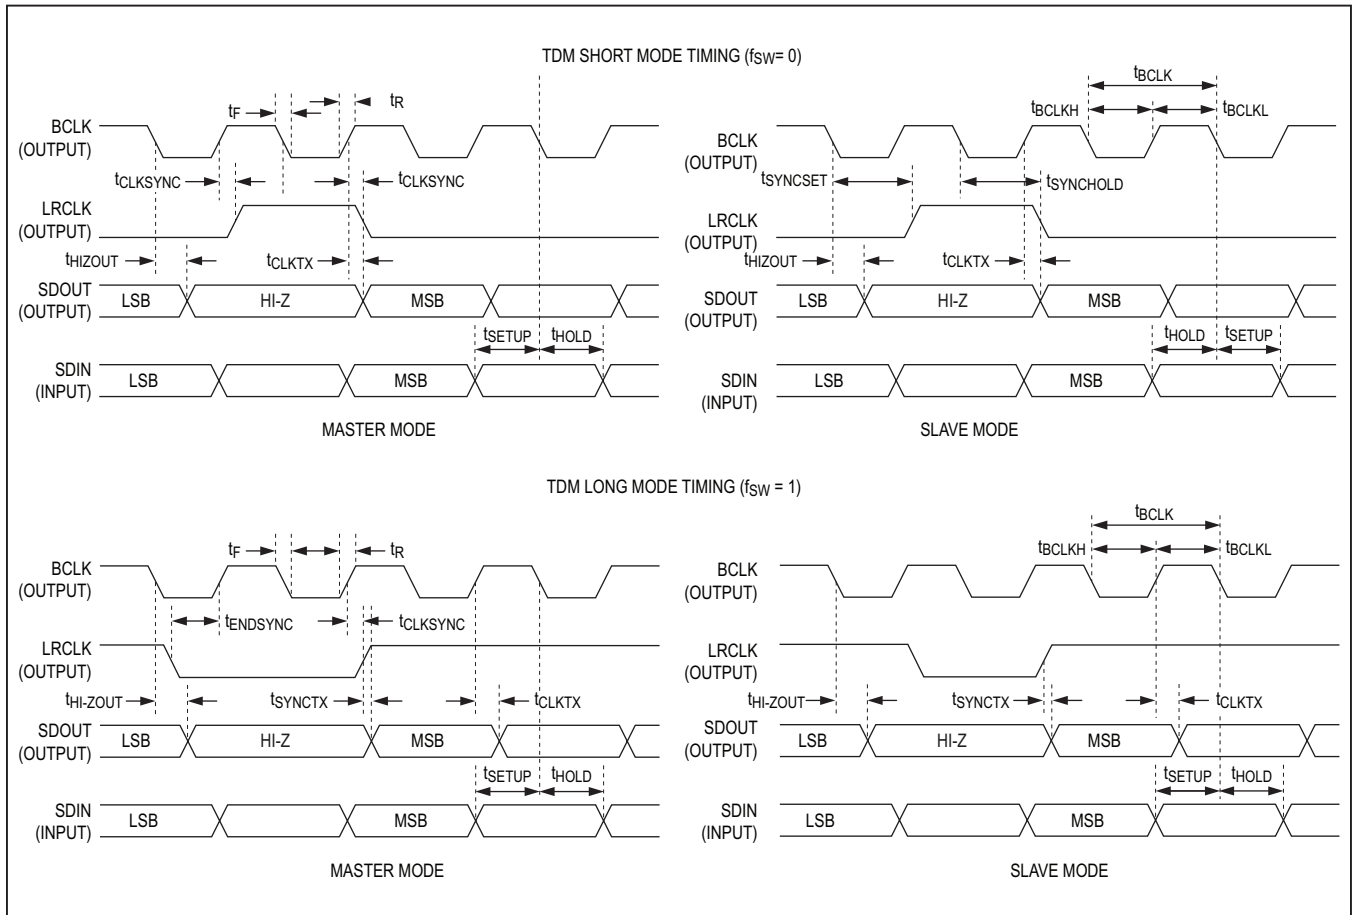 TDM SHORT MODE TIMING (fSW= 0)
tF
tR
BCLK
(OUTPUT)
tCLKSYNC
tCLKSYNC
LRCLK
(OUTPUT)
tHIZOUT
tCLKTX
SDOUT
(OUTPUT)
LSB
HI-Z
MSB
tSETUP
tHOLD
SDIN
(INPUT)
LSB
MSB
MASTER MODE
tBCLK
tBCLKH
tBCLKL
BCLK
(OUTPUT)
tSYNCSET
tSYNCHOLD
LRCLK
(OUTPUT)
tHIZOUT
tCLKTX
SDOUT
(OUTPUT)
LSB
HI-Z
MSB
tHOLD
tSETUP
SDIN
(INPUT)
LSB
MSB
SLAVE MODE
TDM LONG MODE TIMING (fSW = 1)
tF
tR
BCLK
(OUTPUT)
tENDSYNC
tCLKSYNC
LRCLK
(OUTPUT)
tHI-ZOUT
tSYNCTX
tCLKTX
SDOUT
(OUTPUT)
LSB
HI-Z
MSB
tSETUP
tHOLD
SDIN
(INPUT)
LSB
MSB
MASTER MODE
tBCLK
tBCLKH
tBCLKL
BCLK
(OUTPUT)
LRCLK
(OUTPUT)
tHI-ZOUT
tSYNCTX
tCLKTX
SDOUT
(OUTPUT)
LSB
HI-Z
MSB
tSETUP
tHOLD
SDIN
(INPUT)
LSB
MSB
SLAVE MODE